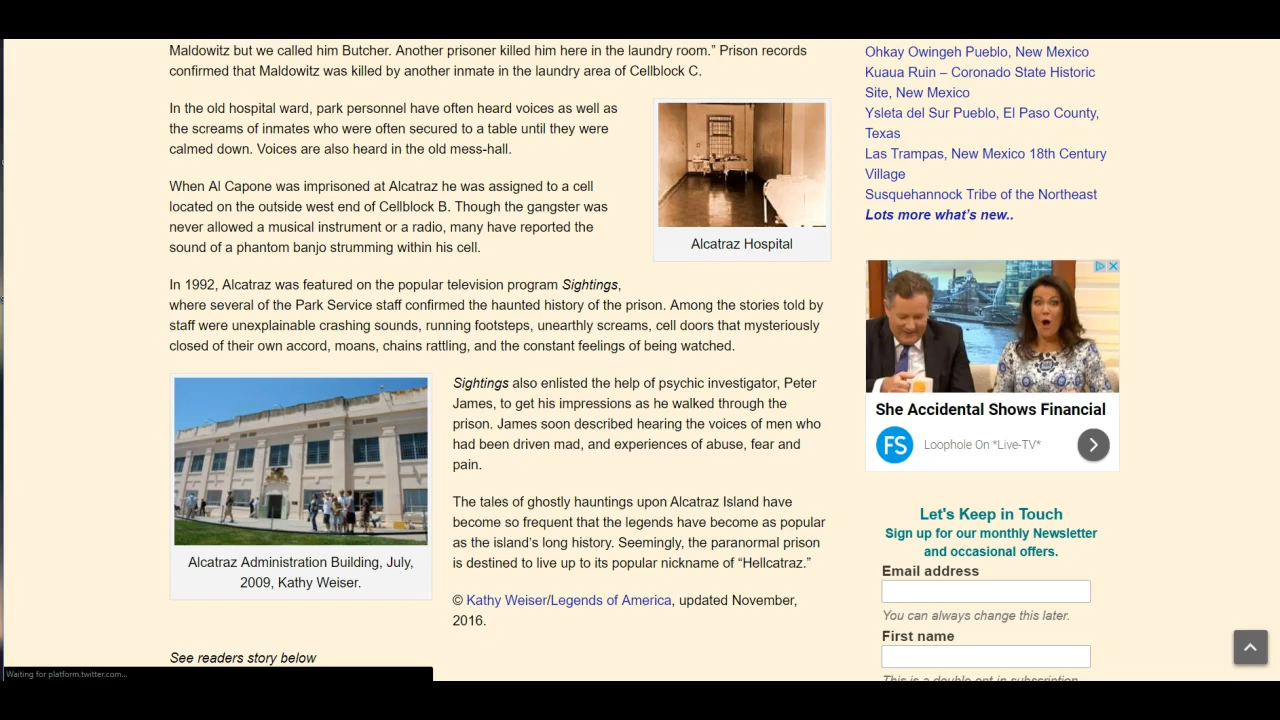 Maldowitz but we called him Butcher. Another prisoner killed him here in the laundry room.” Prison records
confirmed that Maldowitz was killed by another inmate in the laundry area of Cellblock C.
In the old hospital ward, park personnel have often heard voices as well as
the screams of inmates who were often secured to a table until they were
calmed down. Voices are also heard in the old mess-hall.
Alcatraz Hospital
When Al Capone was imprisoned at Alcatraz he was assigned to a cell
located on the outside west end of Cellblock B. Though the gangster was
never allowed a musical instrument or a radio, many have reported the
sound of a phantom banjo strumming within his cell.
In 1992, Alcatraz was featured on the popular television program Sightings,
where several of the Park Service staff confirmed the haunted history of the prison. Among the stories told by
staff were unexplainable crashing sounds, running footsteps, unearthly screams, cell doors that mysteriously
closed of their own accord, moans, chains rattling, and the constant feelings of being watched.
Alcatraz Administration Building, July,
2009, Kathy Weiser.
Sightings also enlisted the help of psychic investigator, Peter
James, to get his impressions as he walked through the
prison. James soon described hearing the voices of men who
had been driven mad, and experiences of abuse, fear and
pain.
The tales of ghostly hauntings upon Alcatraz Island have
become so frequent that the legends have become as popular
as the island’s long history. Seemingly, the paranormal prison
is destined to live up to its popular nickname of “Hellcatraz.”
© Kathy Weiser/Legends of America, updated November,
2016.
See readers story below
Waiting for platform.twitter.com...
Ohkay Owingeh Pueblo, New Mexico
Kuaua Ruin – Coronado State Historic
Site, New Mexico
Ysleta del Sur Pueblo, El Paso County,
Texas
Las Trampas, New Mexico 18th Century
Village
Susquehannock Tribe of the Northeast
Lots more what’s new..
She Accidental Shows Financial
FS
Loophole On *Live-TV*
Let's Keep in Touch
Sign up for our monthly Newsletter
and occasional offers.
Email address
You can always change this later.
First name
This is a double opt-in subscription